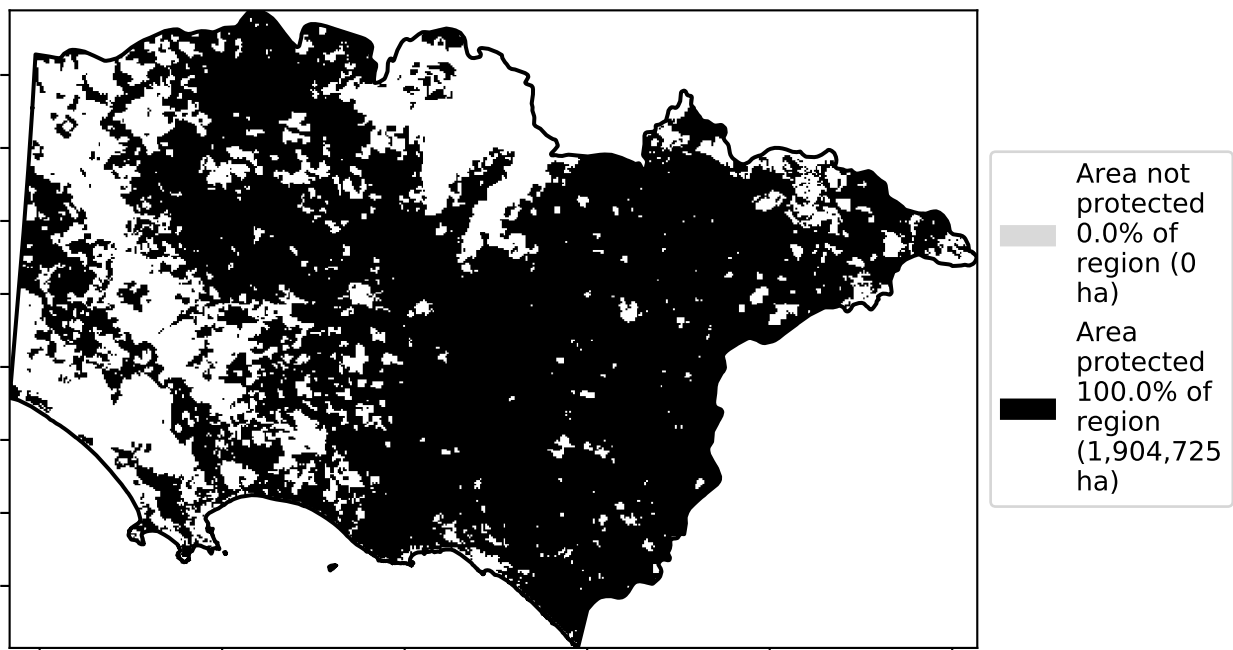 Area not
protected
0.0% of
region (0
ha)
Area
protected
100.0% of
region
(1,904,725
ha)